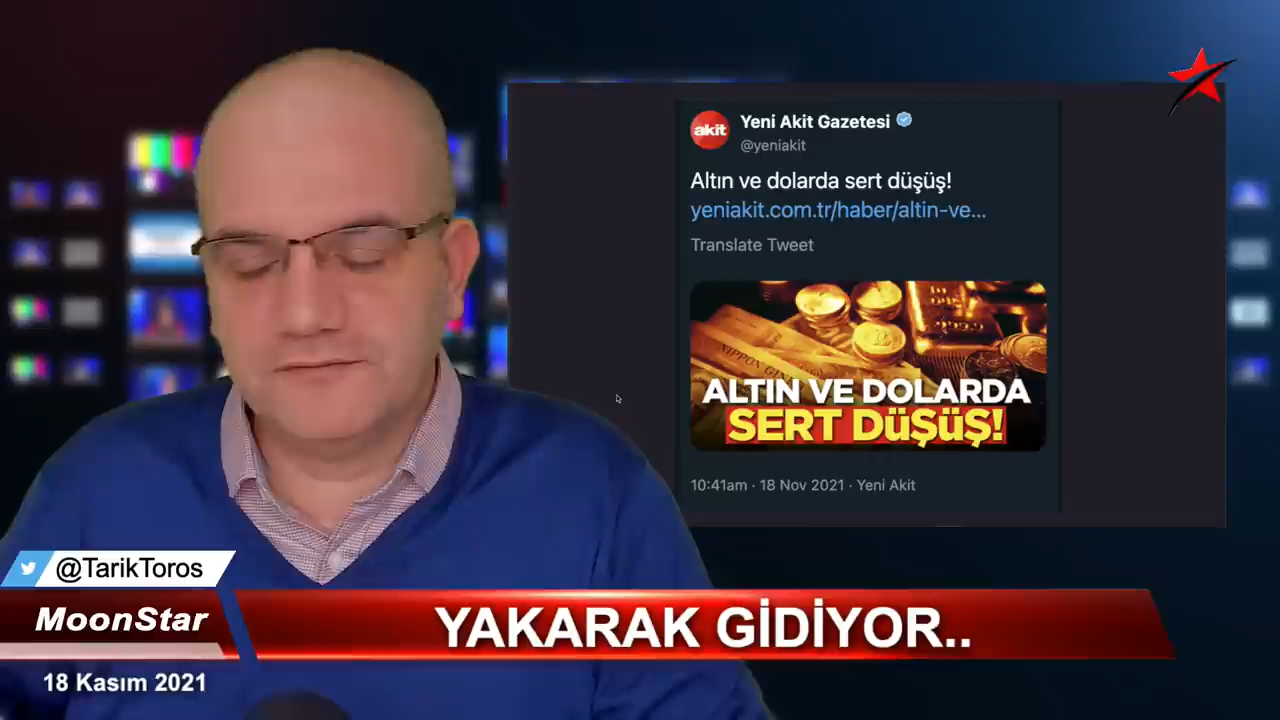 akit
Yeni Akit Gazetesi
@yeniakit
Altın ve dolarda sert düşüş!
yeniakit.com.tr/haber/altin-ve...
Translate Tweet
ALTIN VE DOLARDA
SERT DÜŞÜŞ!
10:41am · 18 Nov 2021 · Yeni Akit
@TarikToros
MoonStar
YAKARAK GİDİYOR..
18 Kasım 2021